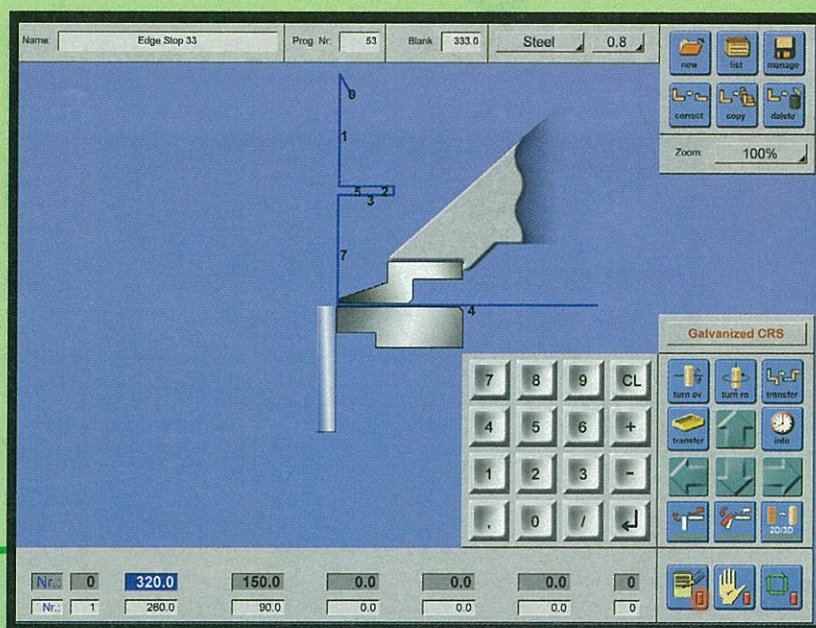 Name: Edge Stop 33 Prog. Nr: 53 Blank 333.0 Steel 0.8
new list manage
correct copy delete
Zoom: 100%
0
1
5 2
3
7
4
Galvanized CRS
turn ov turn ro transfer
transfer info
2D/3D
7 8 9 CL
4 5 6 +
1 2 3 -
, 0 /
Nr.: 0 320.0 150.0 0.0 0.0 0.0 0
Nr.: 1 260.0 90.0 0.0 0.0 0.0 0